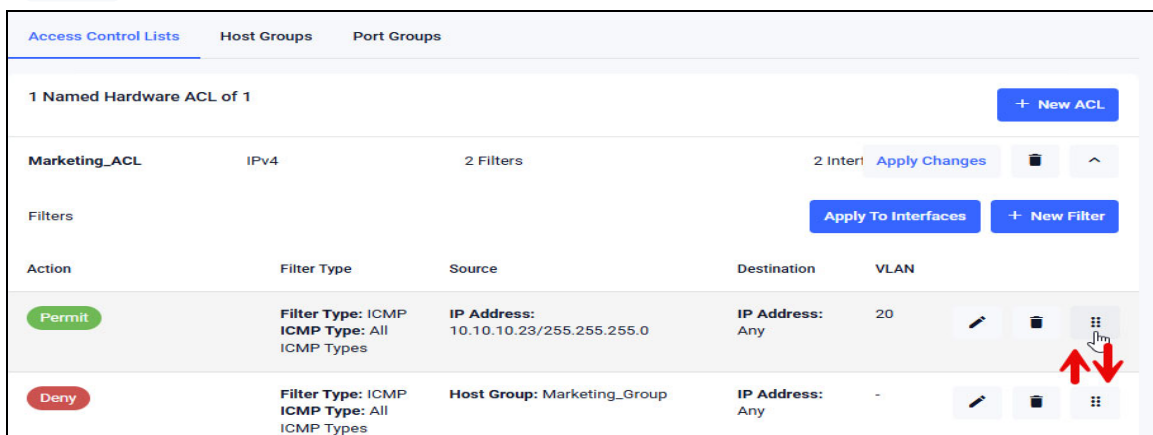 Access Control Lists Host Groups Port Groups
1 Named Hardware ACL of 1
+ New ACL
Marketing_ACL IPv4 2 Filters 2 Interf Apply Changes
Filters Apply To Interfaces + New Filter
Action Filter Type Source Destination VLAN
Permit Filter Type: ICMP IP Address: IP Address: 20
ICMP Type: All 10.10.10.23/255.255.255.0 Any
ICMP Types
Deny Filter Type: ICMP Host Group: Marketing_Group IP Address: -
ICMP Type: All Any
ICMP Types